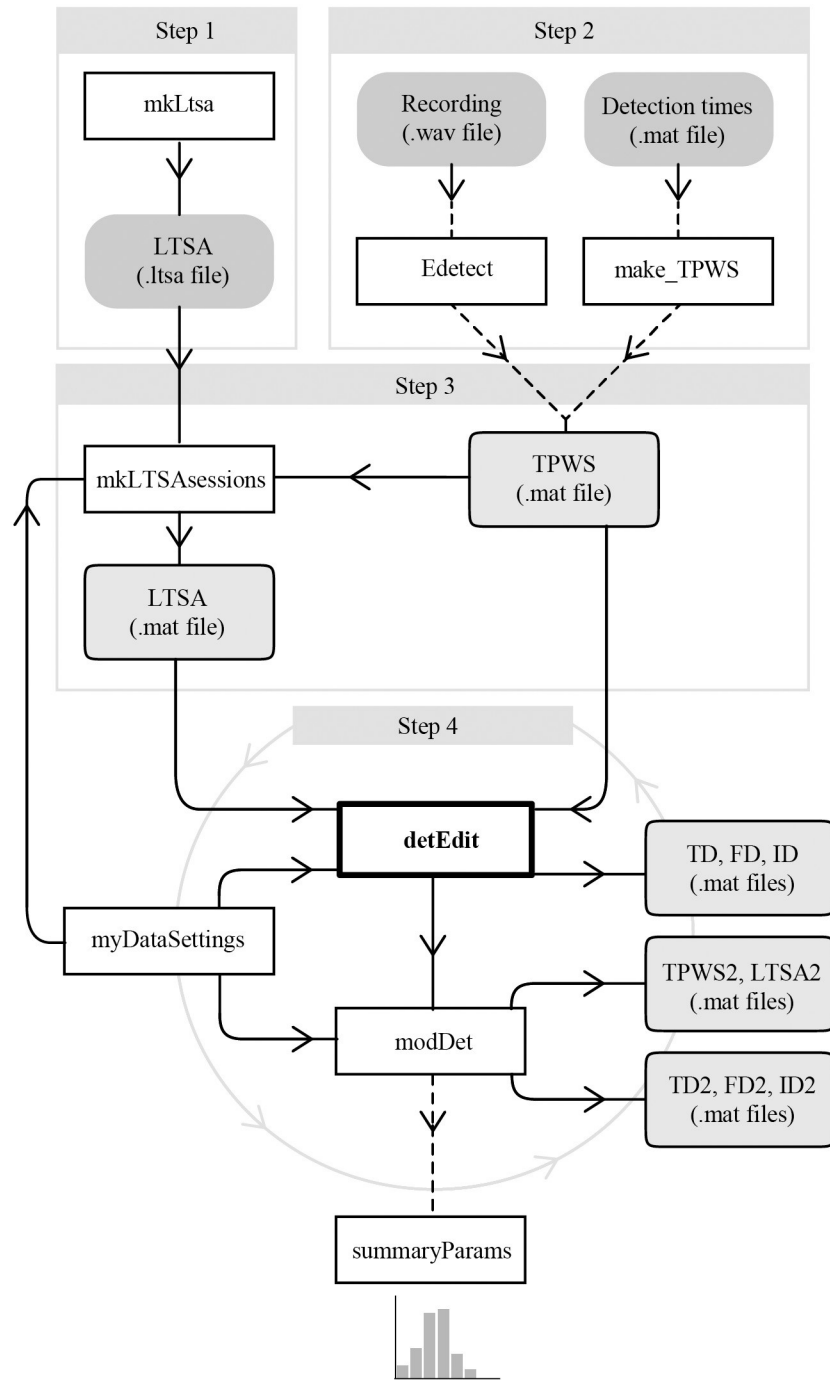 Step 1
mkLtsa
LTSA
(.ltsa file)
Step 2
Recording
(.wav file)
Detection times
(.mat file)
Edetect
make_TPWS
Step 3
mkLTSAsessions
TPWS
(.mat file)
LTSA
(.mat file)
Step 4
detEdit
TD, FD, ID
(.mat files)
myDataSettings
TPWS2, LTSA2
(.mat files)
modDet
TD2, FD2, ID2
(.mat files)
summaryParams